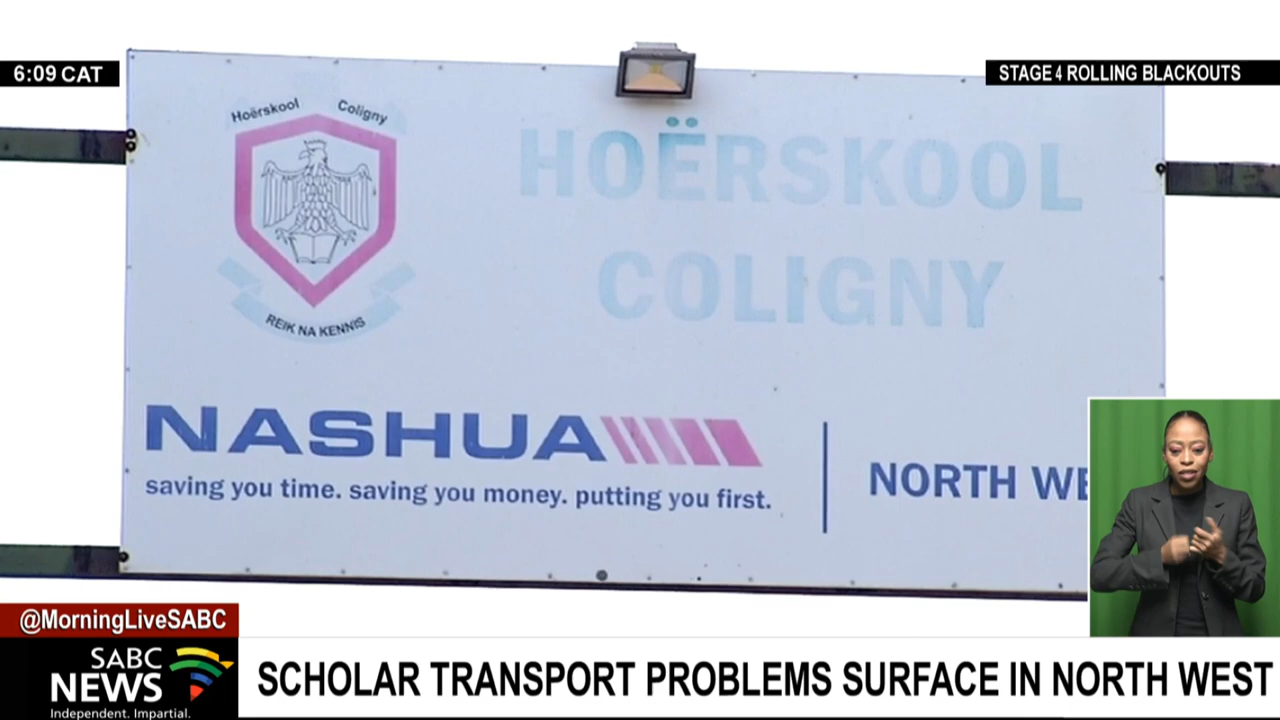 6:09 CAT
STAGE 4 ROLLING BLACKOUTS
Hoërskool Coligny
REIK NA KENNIS
HOËRSKOOL
COLIGNY
NASHUA
saving you time. saving you money. putting you first.
NORTH WE
@MorningLiveSABC
SABC
NEWS
Independent. Impartial.
SCHOLAR TRANSPORT PROBLEMS SURFACE IN NORTH WEST